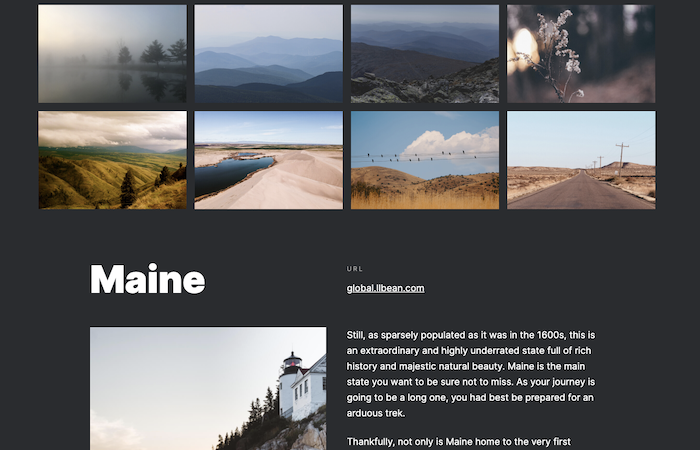 Maine
URL
global.llbean.com
Still, as sparsely populated as it was in the 1600s, this is
an extraordinary and highly underrated state full of rich
history and majestic natural beauty. Maine is the main
state you want to be sure not to miss. As your journey is
going to be a long one, you had best be prepared for an
arduous trek.
Thankfully, not only is Maine home to the very first